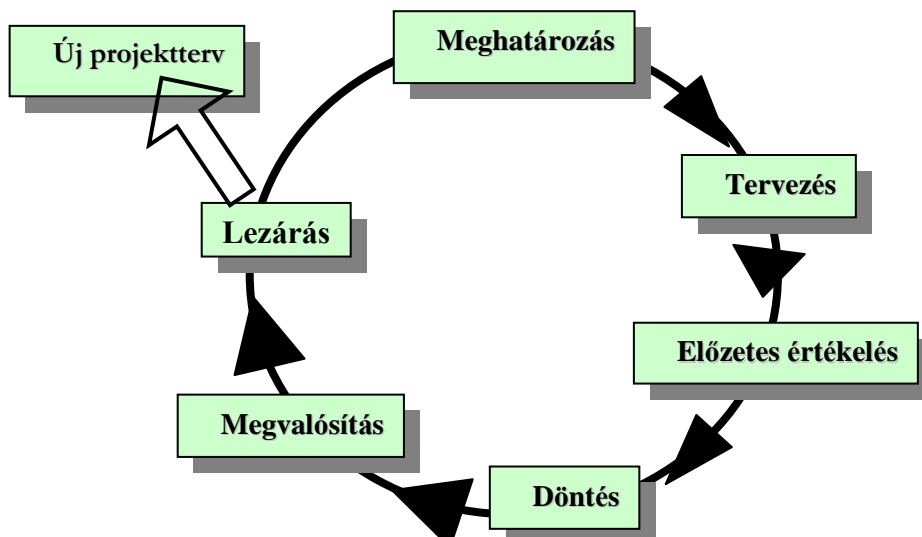 Új projektterv
Meghatározás
Tervezés
Előzetes értékelés
Döntés
Megvalósítás
Lezárás